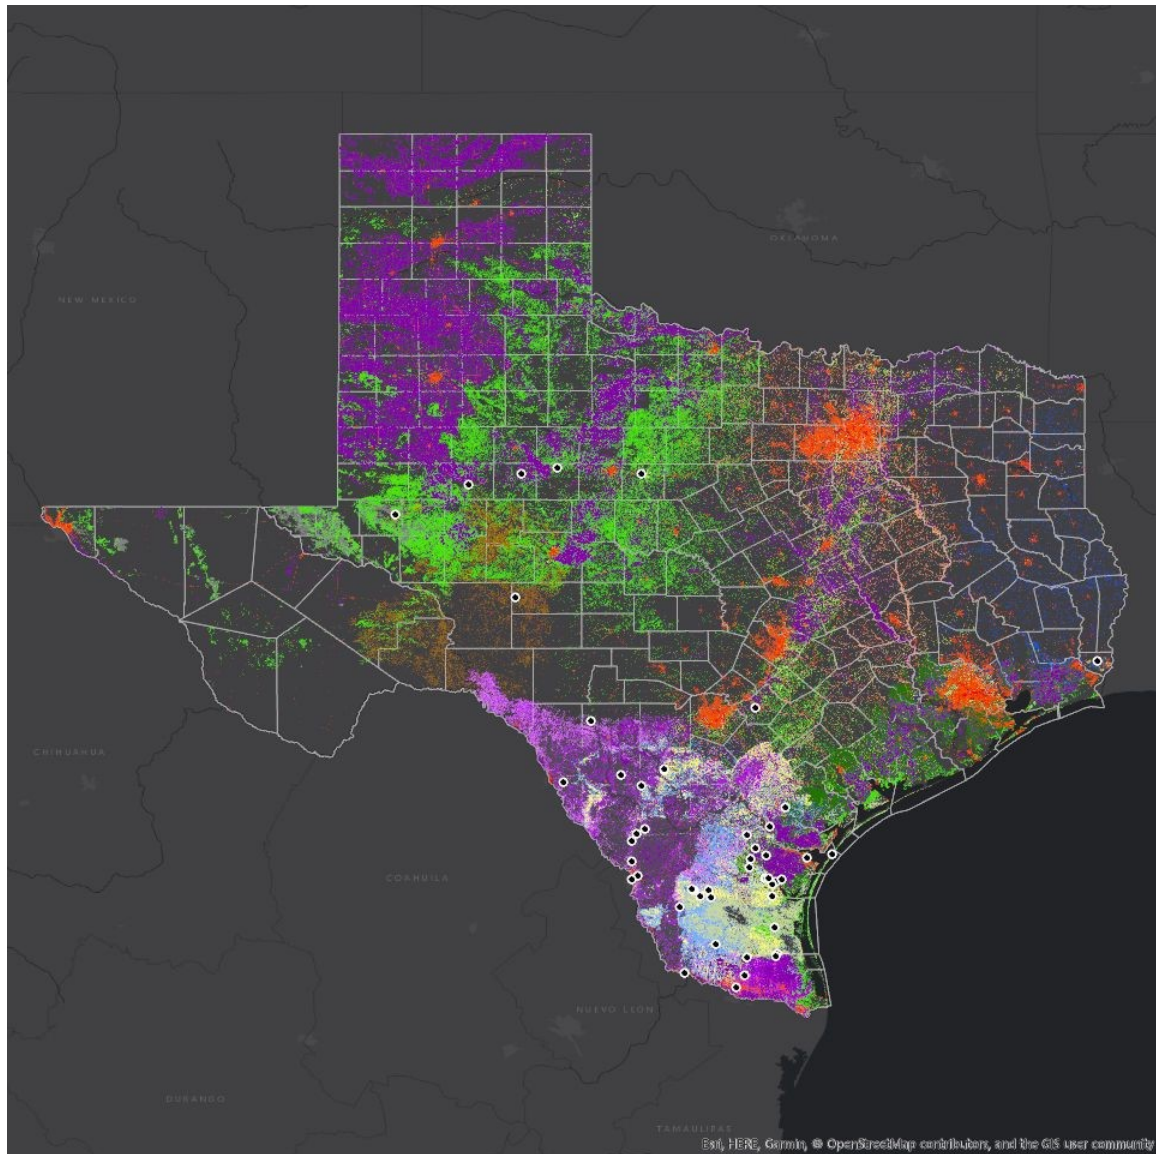 OKLAHOMA
NEW MEXICO
CHIHUAHUA
COAHUILA
NUEVO LEON
DURANGO
TAMAULIPAS
Esri, HERE, Garmin, © OpenStreetMap contributors, and the GIS user community